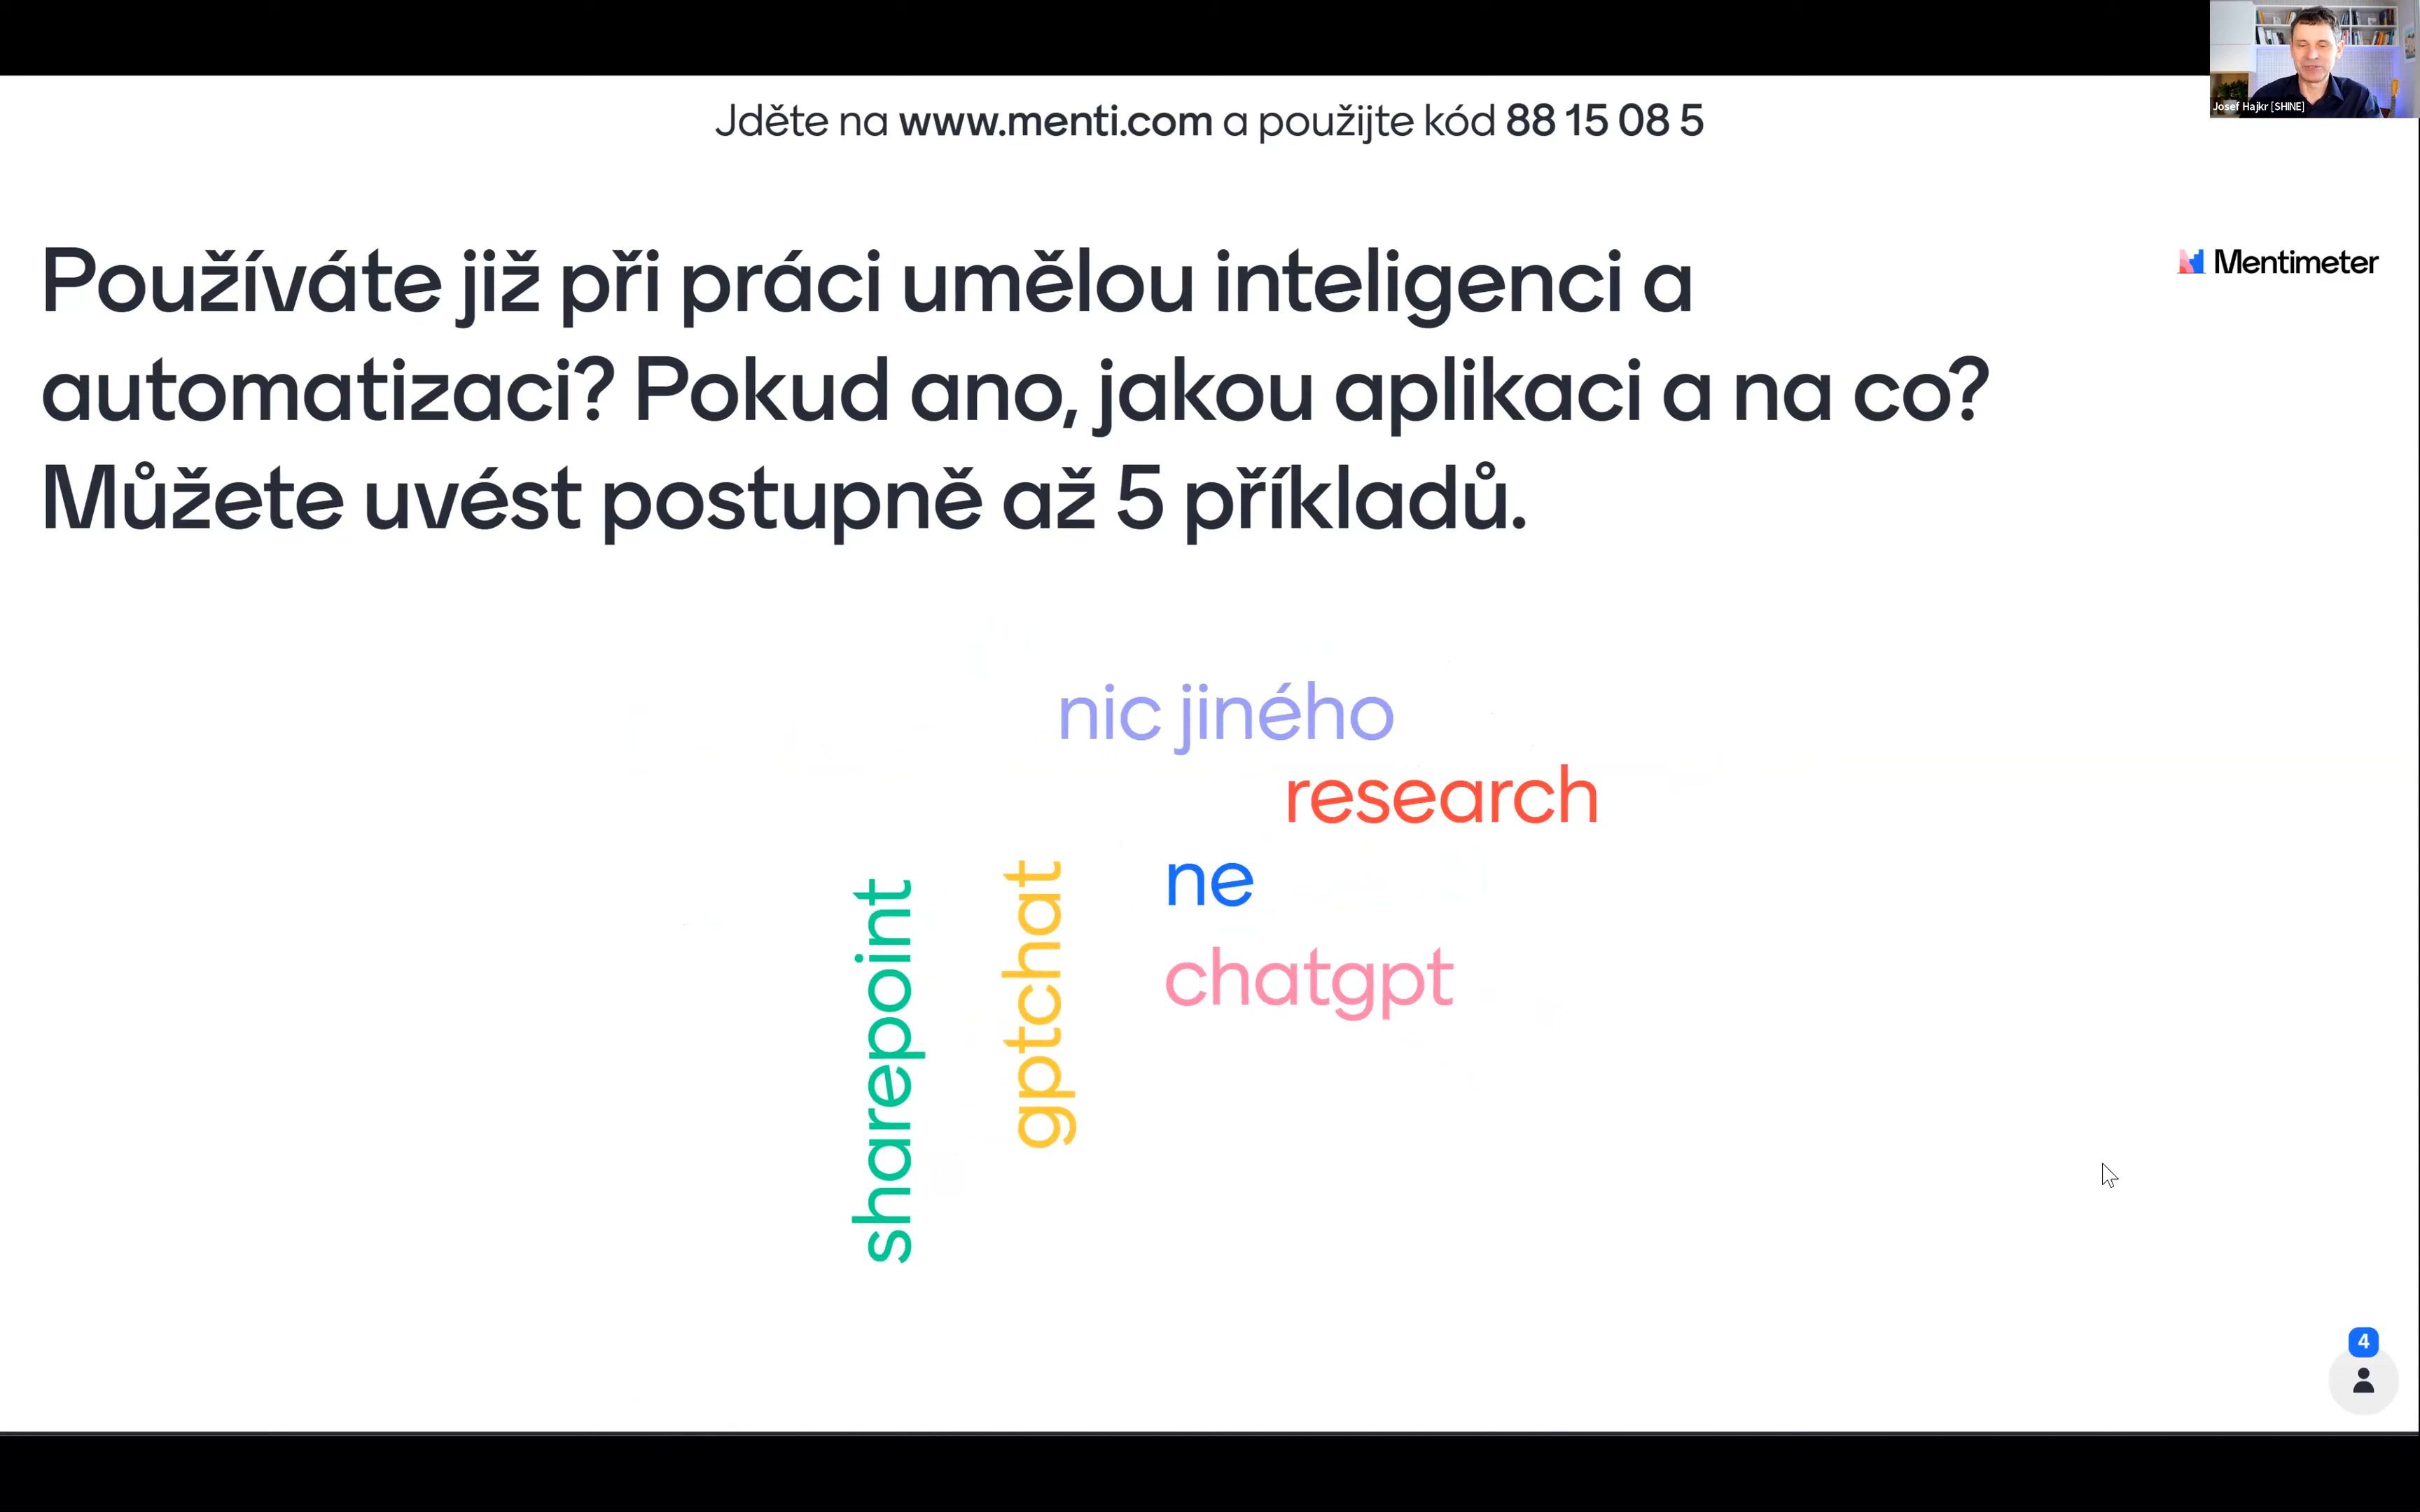 Josef Hajkr [SHINE]
Jděte na www.menti.com a použijte kód 88 15 08 5
Mentimeter
Používáte již při práci umělou inteligenci a
automatizaci? Pokud ano, jakou aplikaci a na co?
Můžete uvést postupně až 5 příkladů.
nic jiného
research
ne
chatgpt
gptchat
sharepoint
4